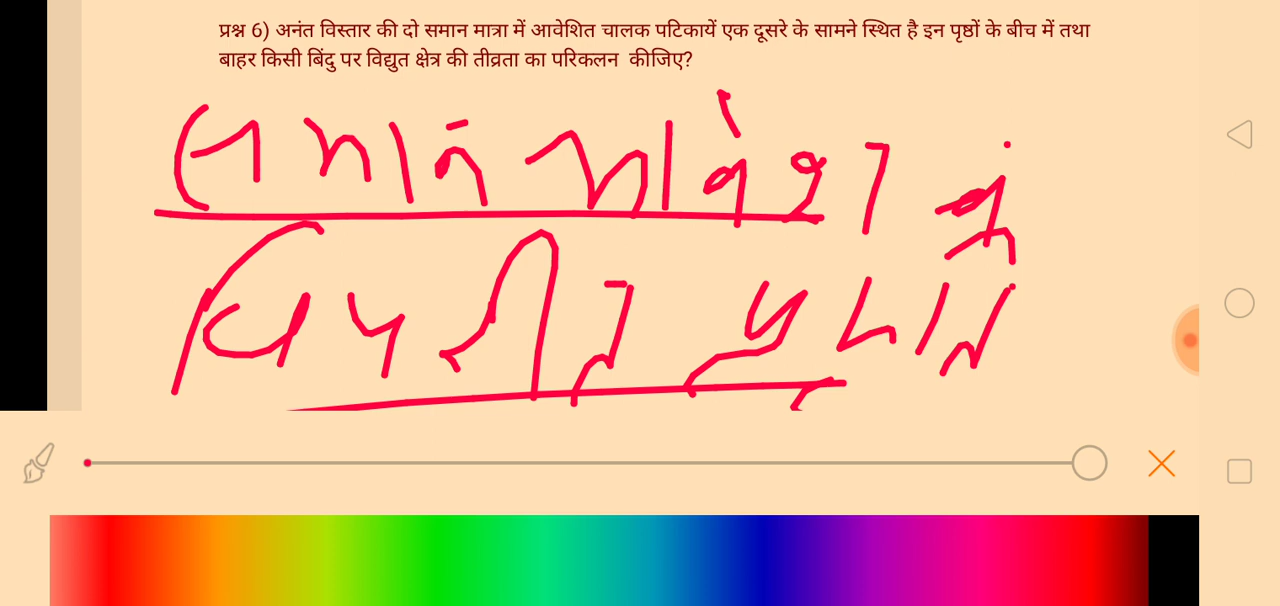 प्रश्न 6) अनंत विस्तार की दो समान मात्रा में आवेशित चालक पटिकायें एक दूसरे के सामने स्थित है इन पृष्ठों के बीच में तथा
बाहर किसी बिंदु पर विद्युत क्षेत्र की तीव्रता का परिकलन कीजिए?
समान आवेश
विपरीत